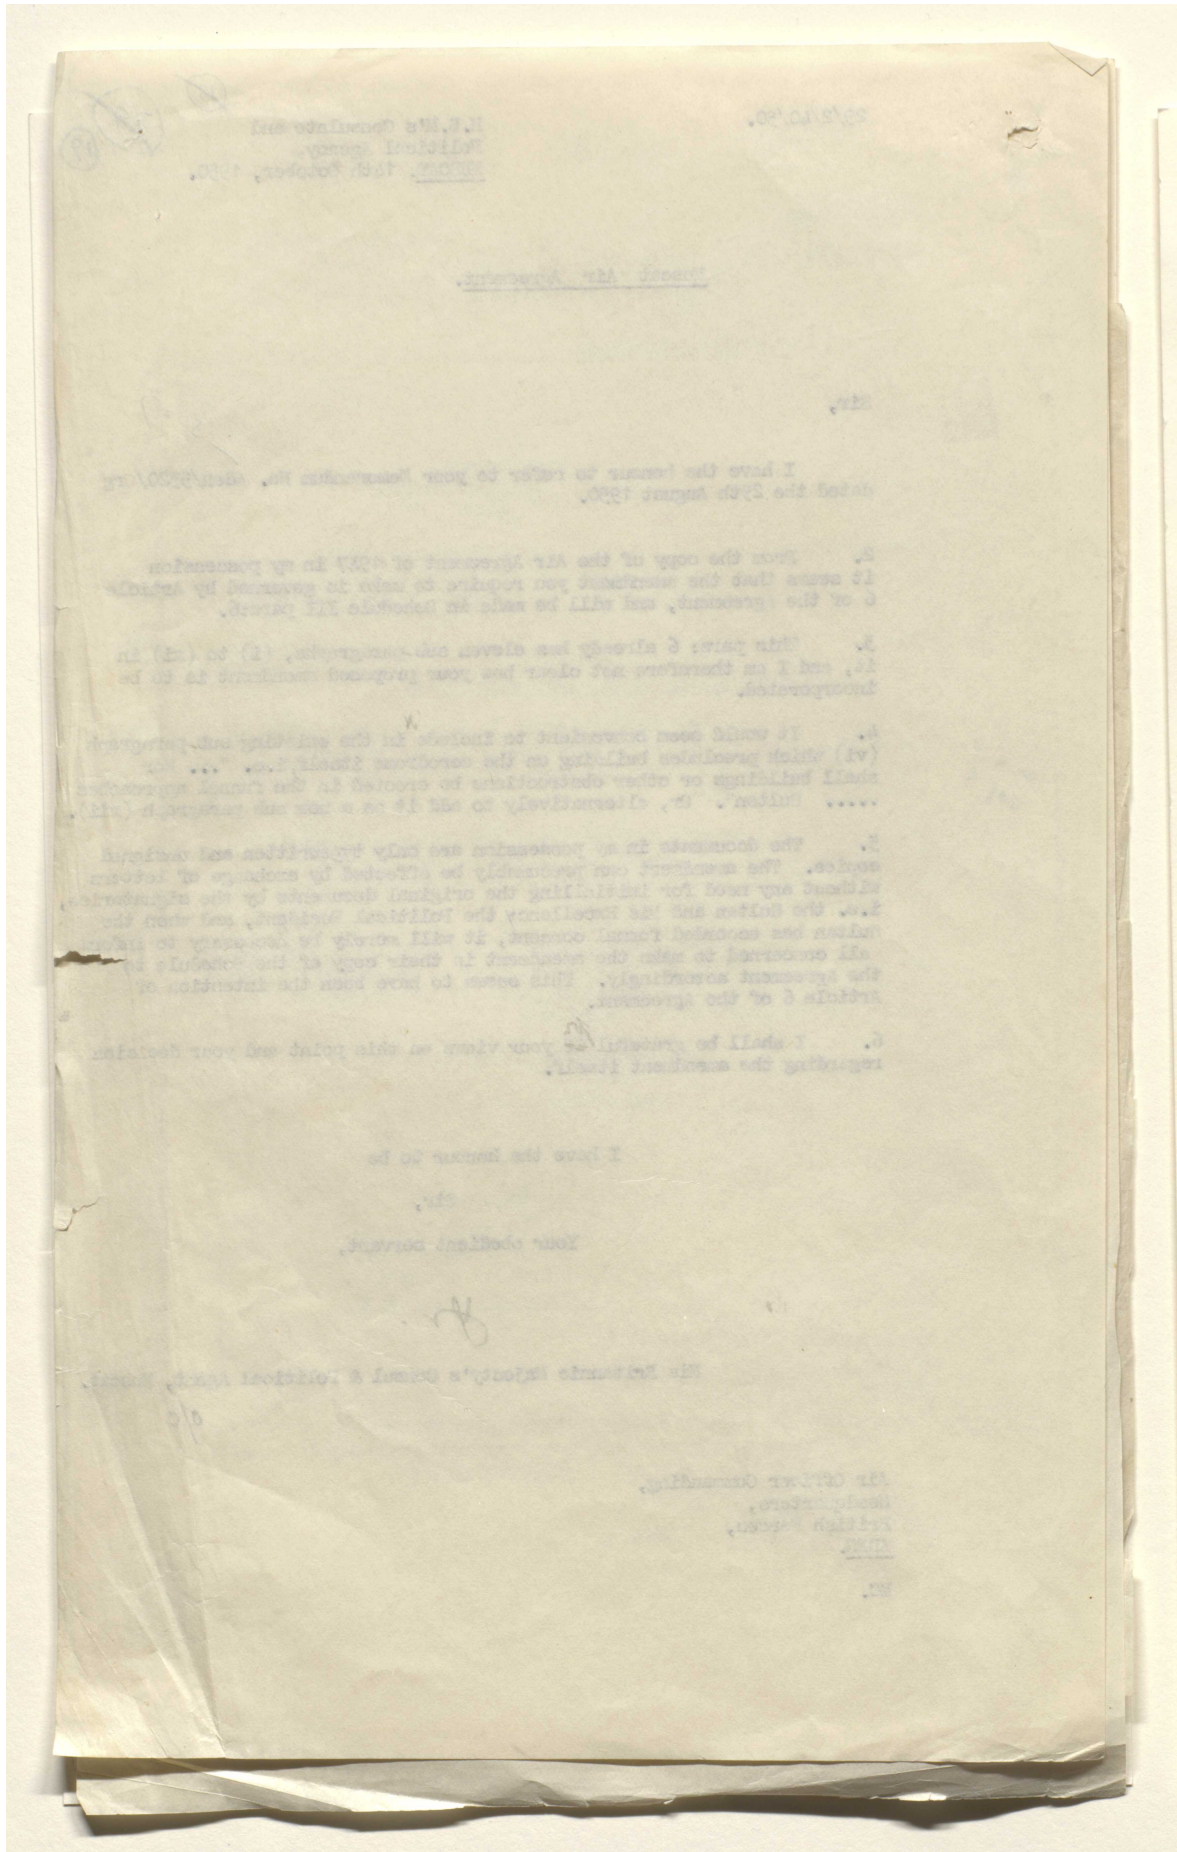 29/2/10/50.
H.B.M's Consulate and
Political Agency,
MUSCAT. 14th October, 1950.
Muscat Air Agreement.
Sir,
I have the honour to refer to your Memorandum No.
dated the 29th August 1950.
2. From the copy of the Air Agreement of 1947 in my possession
it seems that the amendment you require to make is governed by Article
6 of the Agreement, and will be made in Schedule III para:6.
3. This para: 6 already has eleven sub-paragraphs, (i) to (xi) in
it, and I am therefore not clear how your proposed amendment is to be
incorporated.
4. It would seem convenient to include in the existing sub-paragraph
(vi) which precludes building on the aerodrome itself, i.e. "... Nor
shall buildings or other obstructions be erected in the funnel approaches
..... Sultan". Or, alternatively to add it as a new sub paragraph (xii).
5. The documents in my possession are only typewritten and unsigned
copies. The amendment can presumably be affected by exchange of letters
without any need for initialling the original documents by the signatories,
i.e. the Sultan and His Excellency the Political Resident, and when the
Sultan has accorded formal consent, it will merely be necessary to inform
all concerned to make the amendment in their copy of the schedule to
the Agreement accordingly. This seems to have been the intention of
Article 6 of the Agreement.
6. I shall be grateful for your views on this point and your decision
regarding the amendment itself.
I have the honour to be
Sir,
Your obedient servant,
His Britannic Majesty's Consul & Political Agent, Muscat.
Air Officer Commanding,
Headquarters,
British Forces,
ADEN.